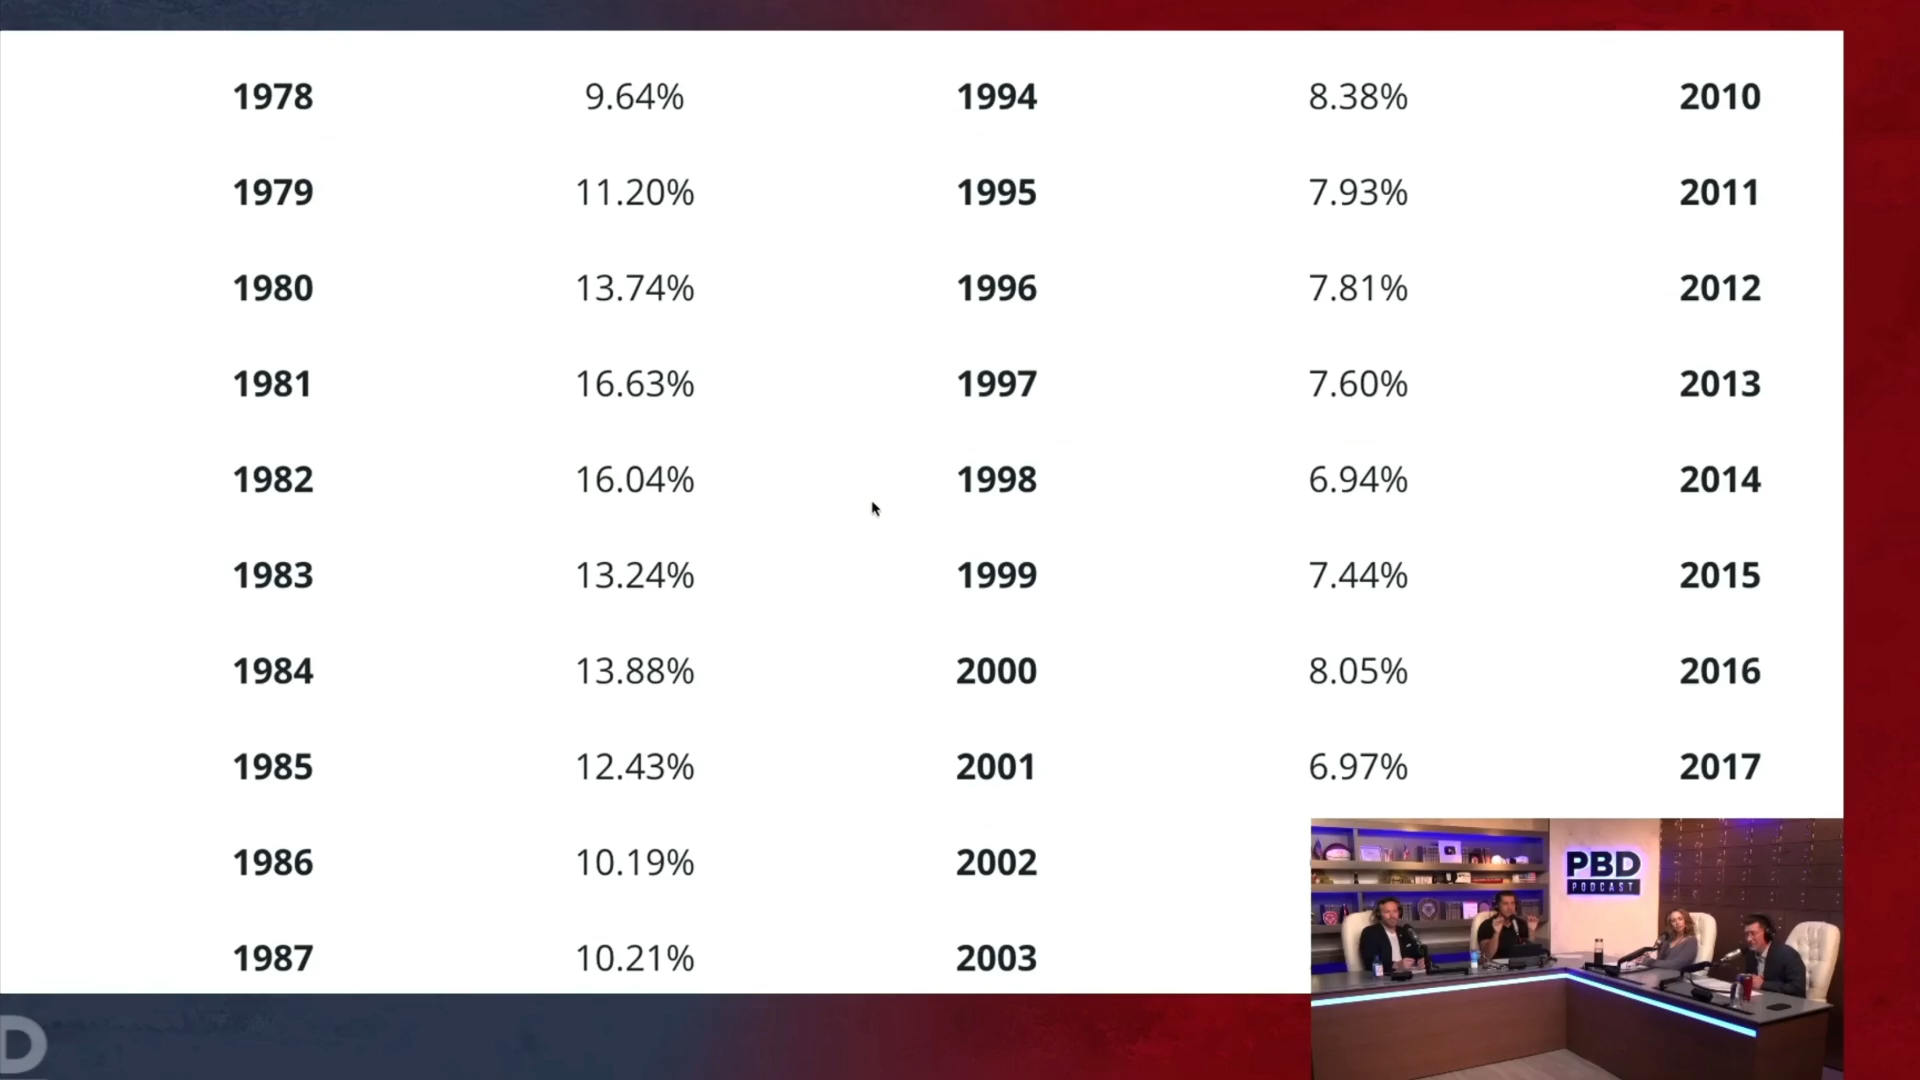 1978 9.64% 1994 8.38% 2010
1979 11.20% 1995 7.93% 2011
1980 13.74% 1996 7.81% 2012
1981 16.63% 1997 7.60% 2013
1982 16.04% 1998 6.94% 2014
1983 13.24% 1999 7.44% 2015
1984 13.88% 2000 8.05% 2016
1985 12.43% 2001 6.97% 2017
1986 10.19% 2002
1987 10.21% 2003
PBD
PODCAST
D